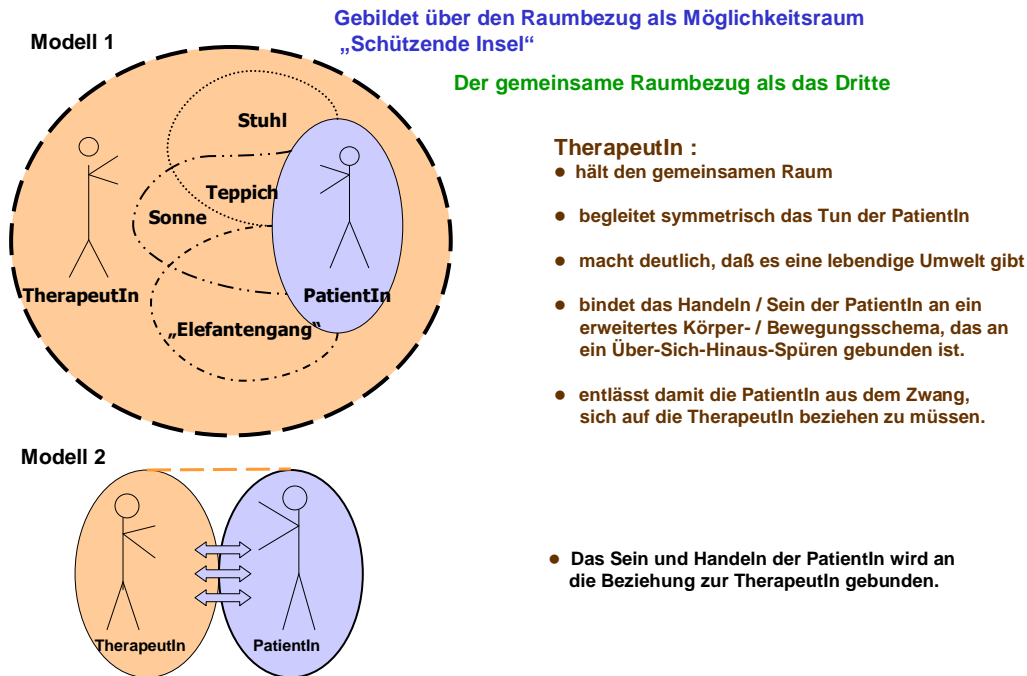 Gebildet über den Raumbezug als Möglichkeitsraum
„Schützende Insel“
Modell 1
Der gemeinsame Raumbezug als das Dritte
Stuhl
Teppich
Sonne
TherapeutIn
PatientIn
„Elefantengang“
TherapeutIn :
• hält den gemeinsamen Raum
• begleitet symmetrisch das Tun der PatientIn
• macht deutlich, daß es eine lebendige Umwelt gibt
• bindet das Handeln / Sein der PatientIn an ein
erweitertes Körper- / Bewegungsschema, das an
ein Über-Sich-Hinaus-Spüren gebunden ist.
• entlässt damit die PatientIn aus dem Zwang,
sich auf die TherapeutIn beziehen zu müssen.
Modell 2
TherapeutIn
PatientIn
• Das Sein und Handeln der PatientIn wird an
die Beziehung zur TherapeutIn gebunden.